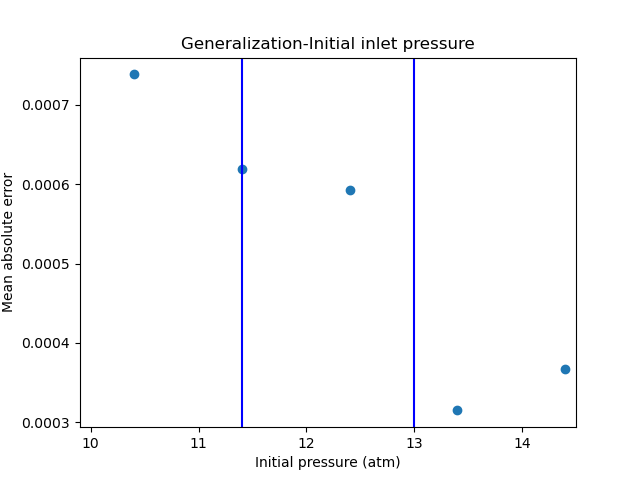 Generalization-Initial inlet pressure
Mean absolute error
0.0007
0.0006
0.0005
0.0004
0.0003
10 11 12 13 14
Initial pressure (atm)